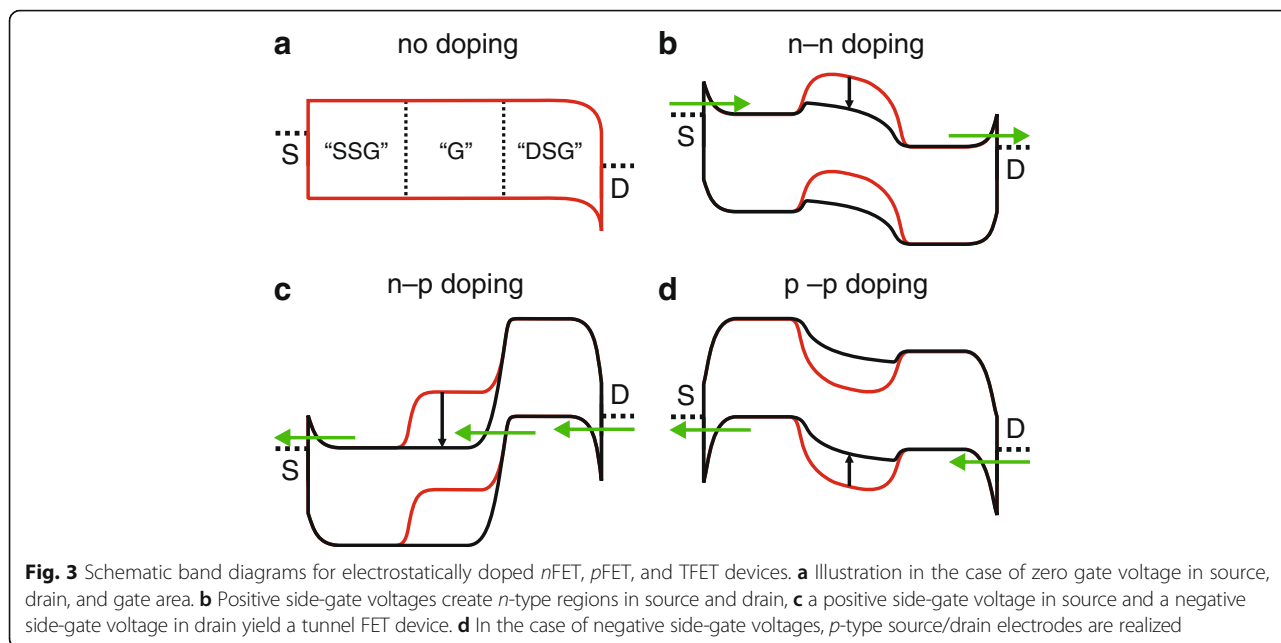 a
no doping
S
"SSG"
"G"
"DSG"
D
b
n–n doping
S
D
c
n–p doping
S
D
d
p –p doping
S
D
Fig. 3 Schematic band diagrams for electrostatically doped nFET, pFET, and TFET devices. a Illustration in the case of zero gate voltage in source,
drain, and gate area. b Positive side-gate voltages create n-type regions in source and drain, c a positive side-gate voltage in source and a negative
side-gate voltage in drain yield a tunnel FET device. d In the case of negative side-gate voltages, p-type source/drain electrodes are realized